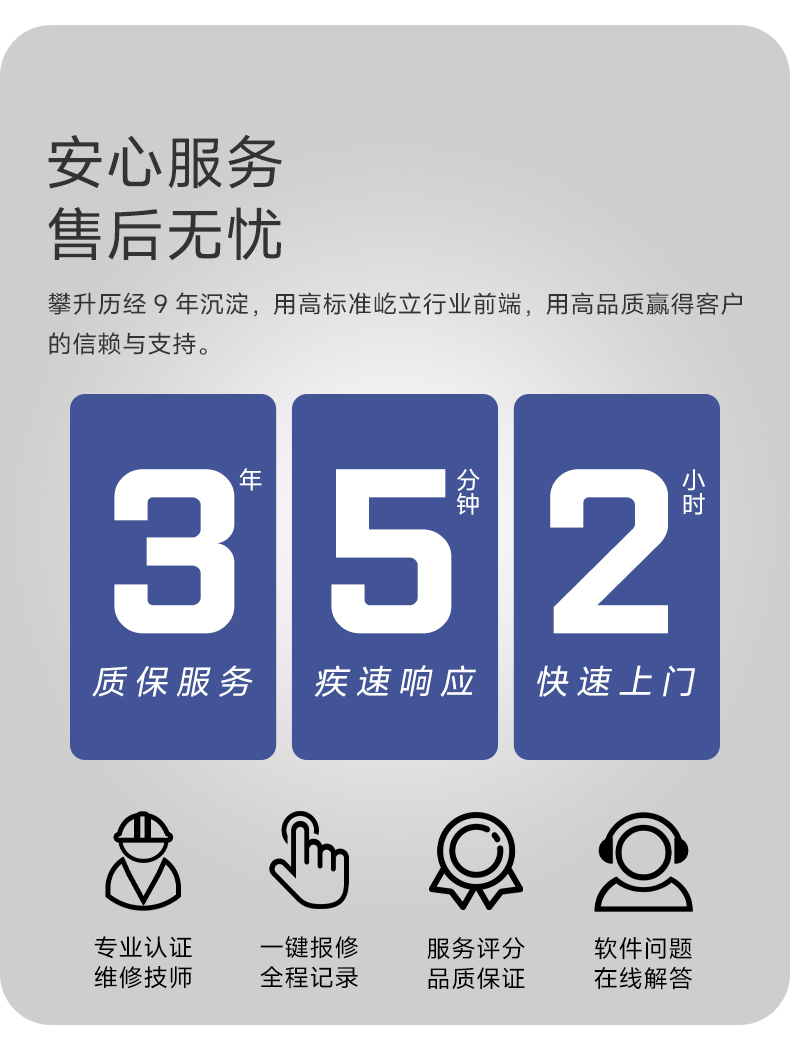 安心服务
售后无忧
攀升历经 9 年沉淀，用高标准屹立行业前端，用高品质赢得客户
的信赖与支持。
3年
质保服务
5分钟
疾速响应
2小时
快速上门
专业认证
维修技师
一键报修
全程记录
服务评分
品质保证
软件问题
在线解答